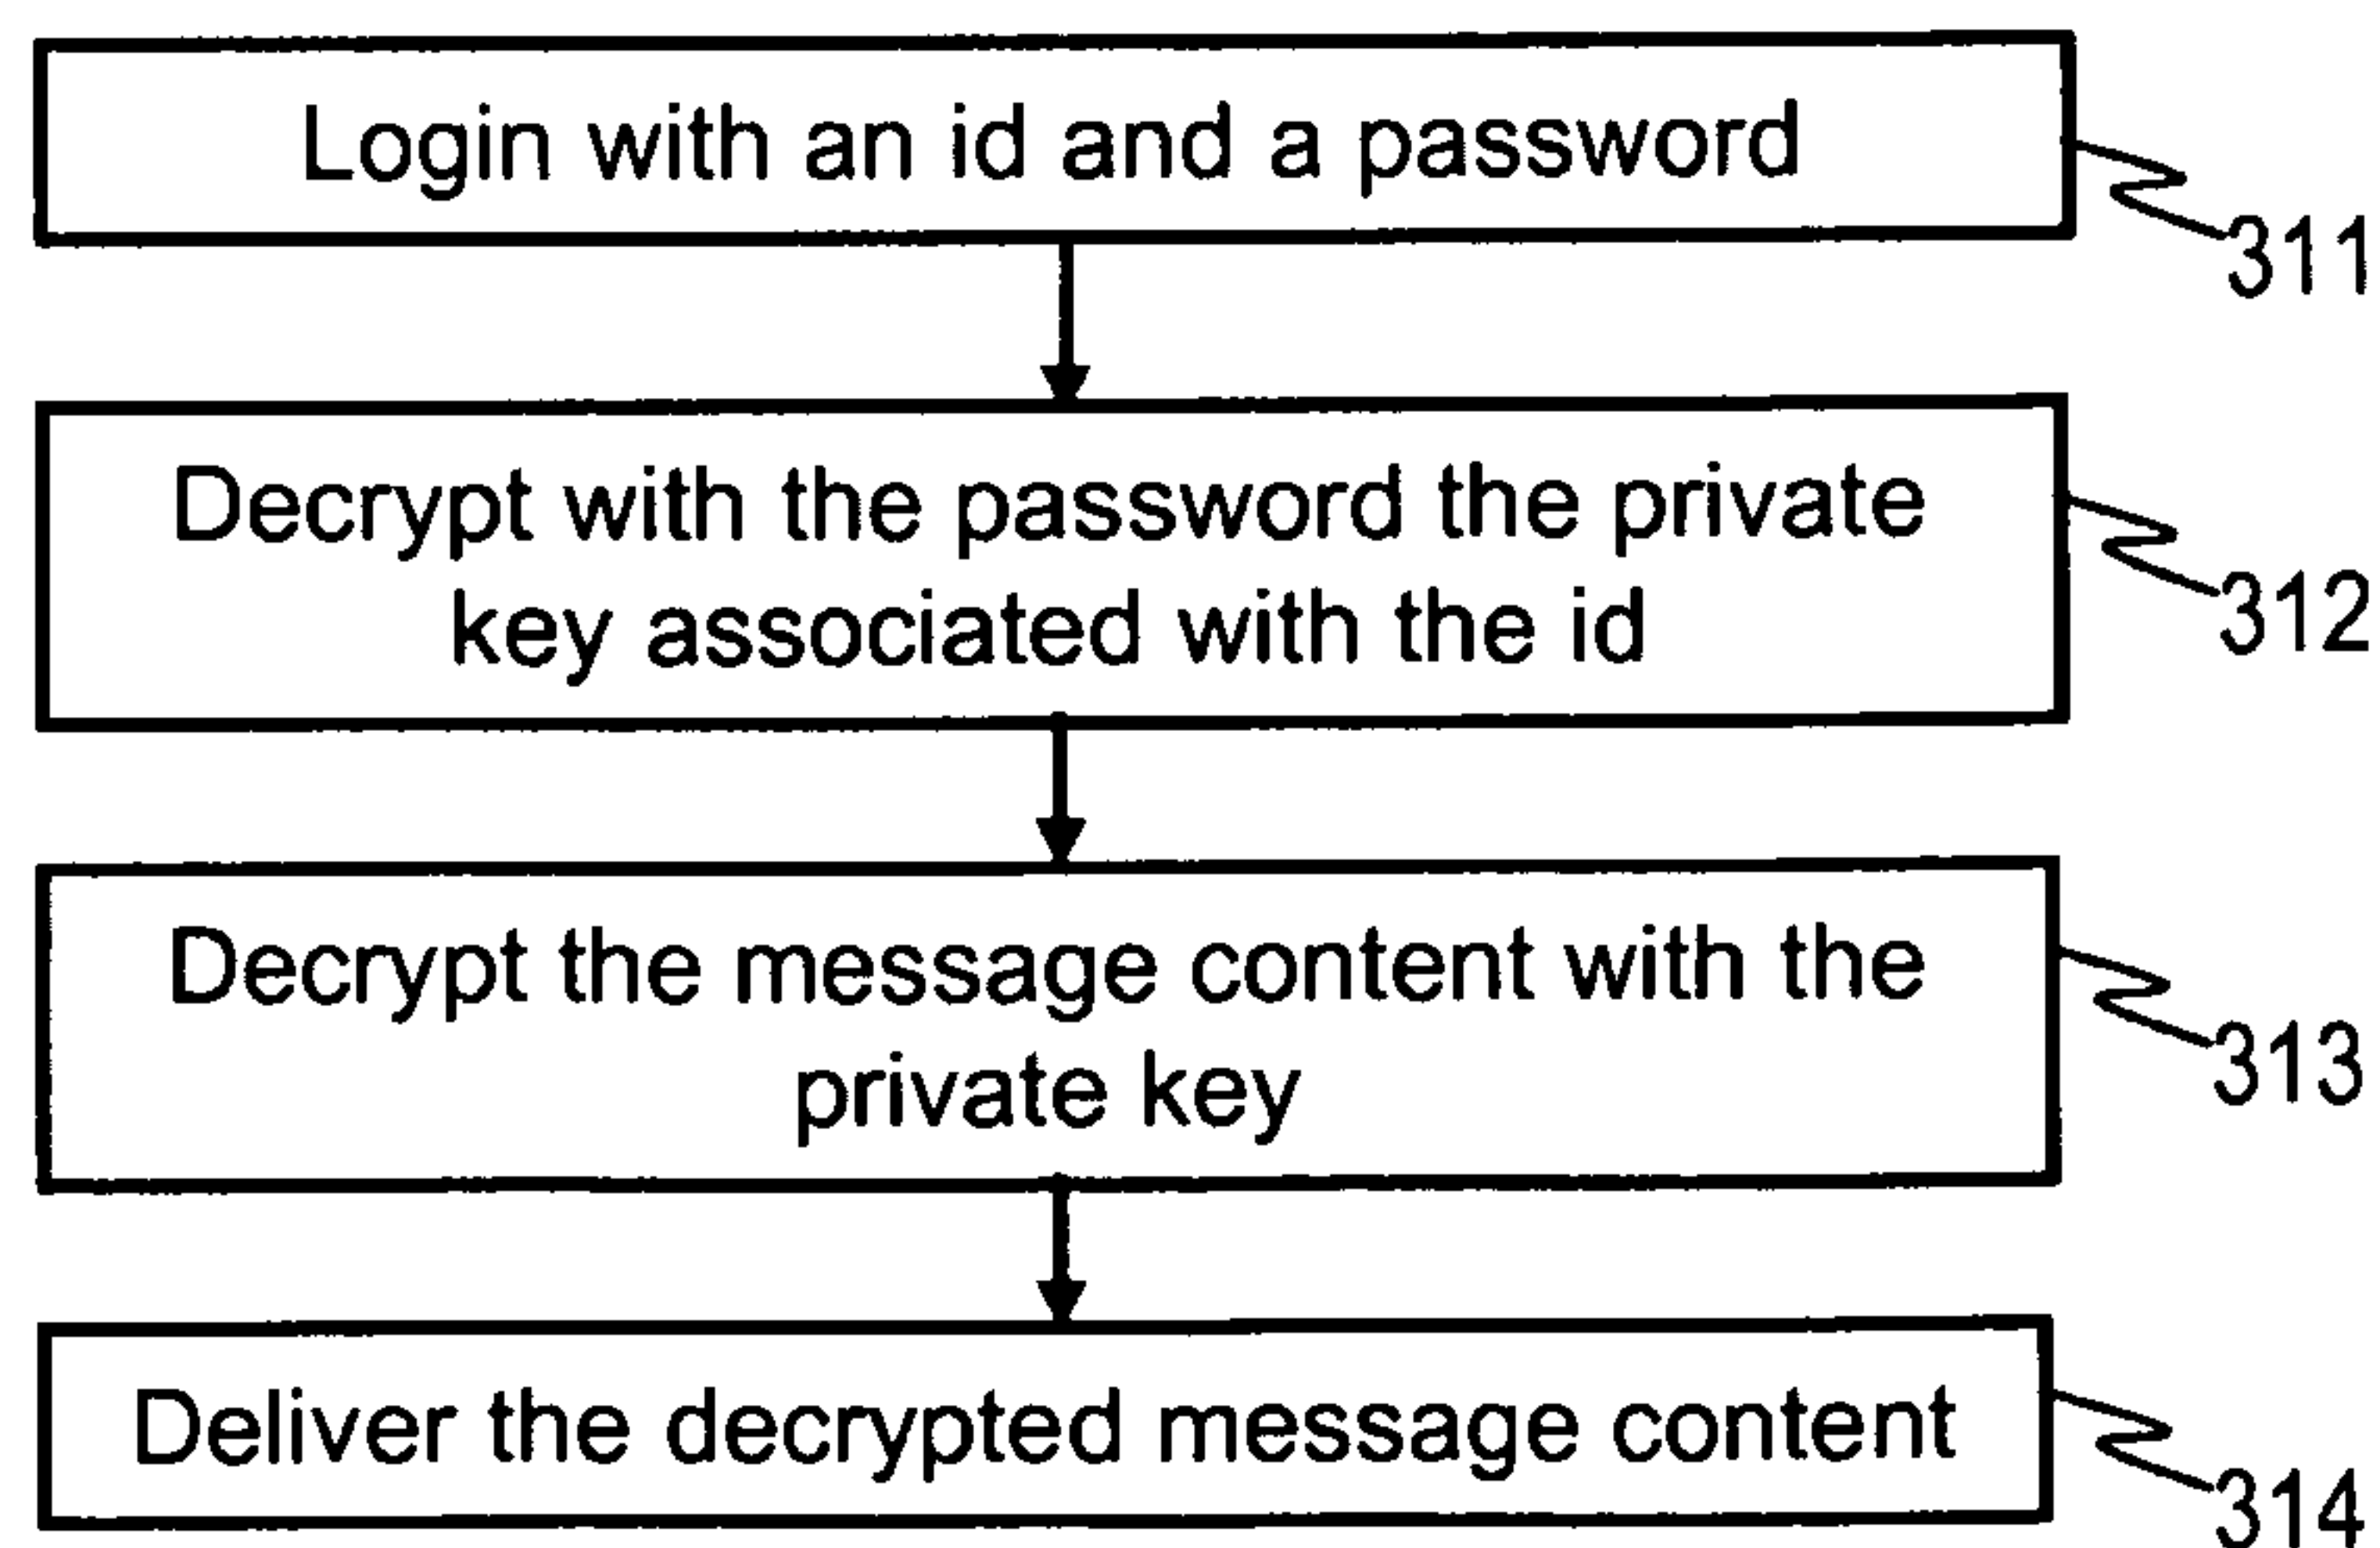 Login with an id and a password
311
Decrypt with the password the private
key associated with the id
312
Decrypt the message content with the
private key
313
Deliver the decrypted message content
314